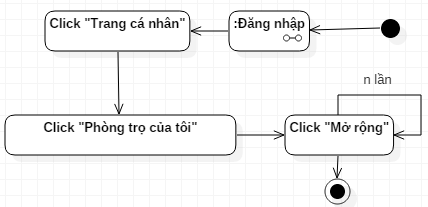 Click "Trang cá nhân"
:Đăng nhập
n lần
Click "Phòng trọ của tôi"
Click "Mở rộng"